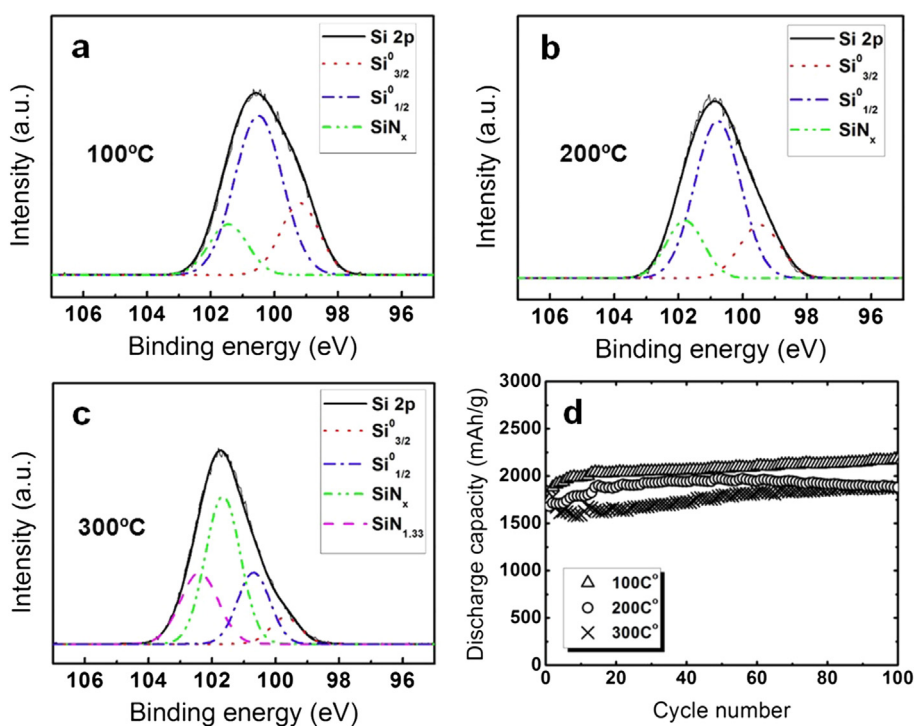 a
Si 2p
Si⁰3/2
Si⁰1/2
SiNx
100ºC
Intensity (a.u.)
106 104 102 100 98 96
Binding energy (eV)
b
Si 2p
Si⁰3/2
Si⁰1/2
SiNx
200ºC
Intensity (a.u.)
106 104 102 100 98 96
Binding energy (eV)
c
Si 2p
Si⁰3/2
Si⁰1/2
SiNx
SiN1.33
300ºC
Intensity (a.u.)
106 104 102 100 98 96
Binding energy (eV)
d
Discharge capacity (mAh/g)
3000
2500
2000
1500
1000
500
0
100Cº
200Cº
300Cº
0 20 40 60 80 100
Cycle number